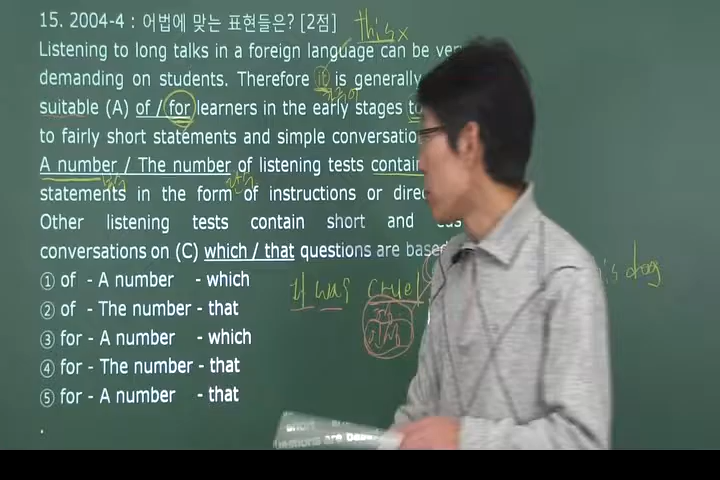 15. 2004-4 : 어법에 맞는 표현들은? [2점]
this x
Listening to long talks in a foreign language can be very
demanding on students. Therefore it is generally
suitable (A) of / for learners in the early stages to
to fairly short statements and simple conversatio
A number / The number of listening tests contain
statements in the form of instructions or direc
Other listening tests contain short and eas
conversations on (C) which / that questions are based
① of - A number - which
② of - The number - that
③ for - A number - which
④ for - The number - that
⑤ for - A number - that
It was cruel
is dog